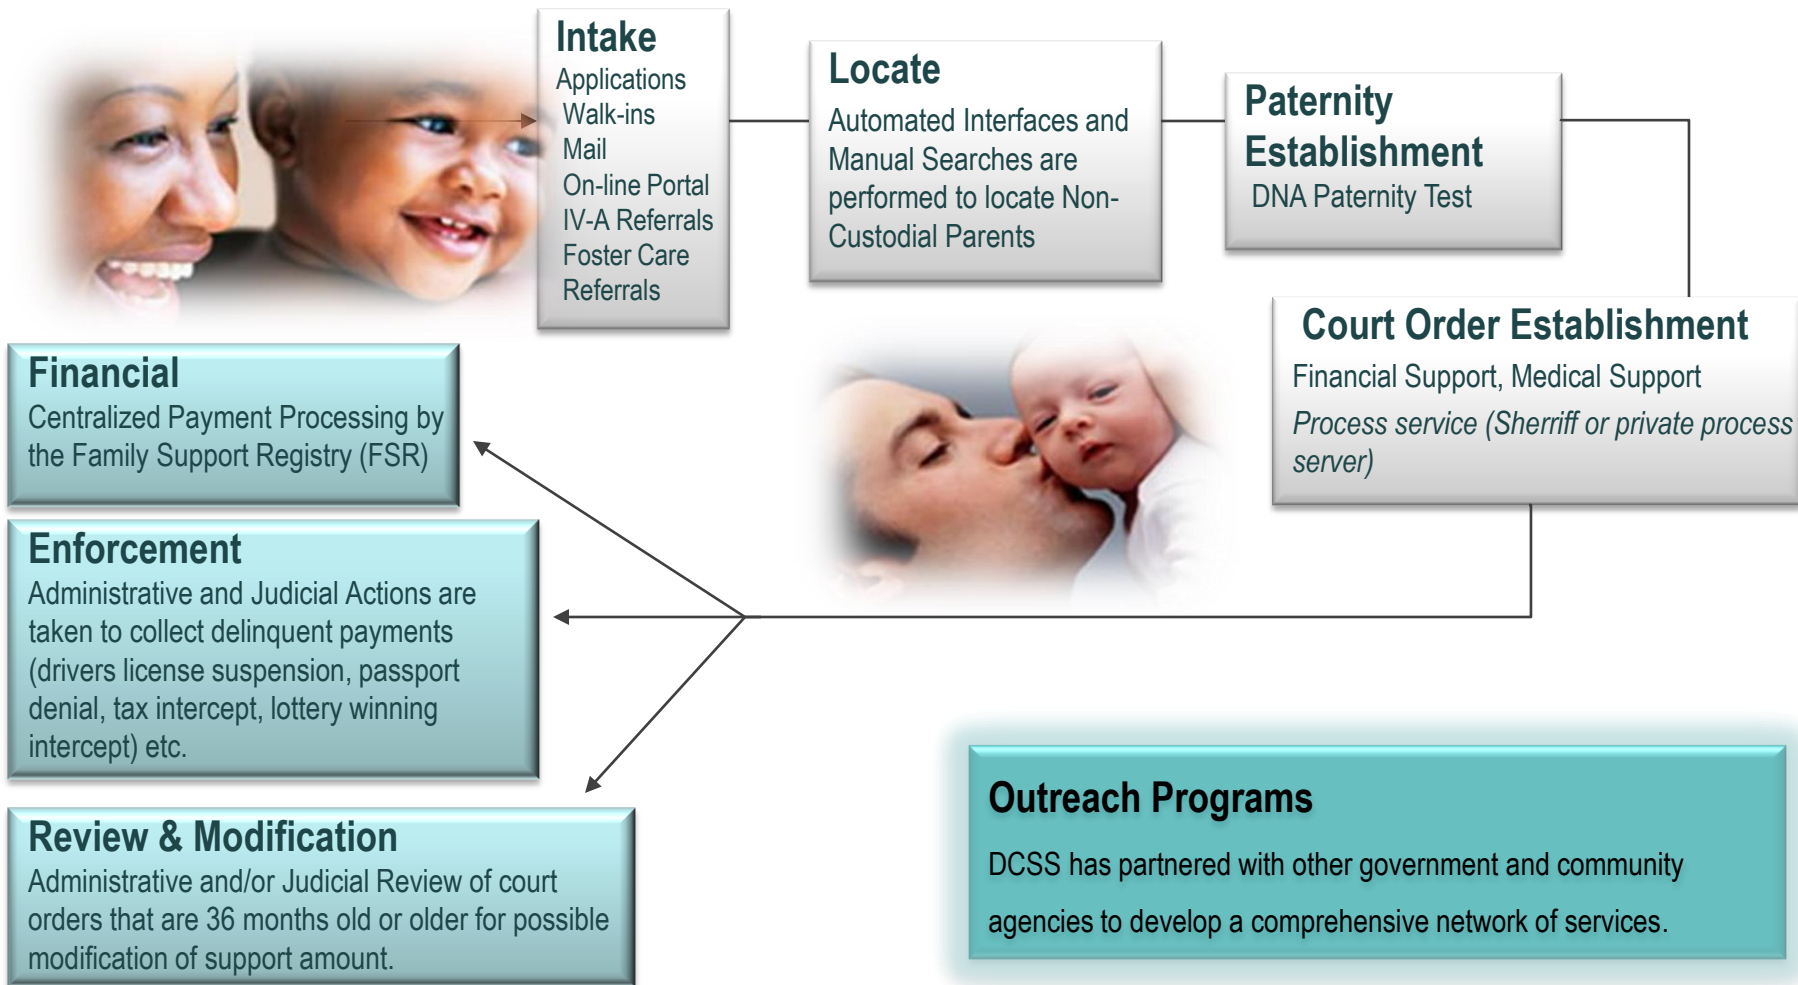 Intake
Applications
Walk-ins
Mail
On-line Portal
IV-A Referrals
Foster Care
Referrals
Locate
Automated Interfaces and
Manual Searches are
performed to locate Non-
Custodial Parents
Paternity
Establishment
DNA Paternity Test
Court Order Establishment
Financial Support, Medical Support
Process service (Sherriff or private process
server)
Financial
Centralized Payment Processing by
the Family Support Registry (FSR)
Enforcement
Administrative and Judicial Actions are
taken to collect delinquent payments
(drivers license suspension, passport
denial, tax intercept, lottery winning
intercept) etc.
Review & Modification
Administrative and/or Judicial Review of court
orders that are 36 months old or older for possible
modification of support amount.
Outreach Programs
DCSS has partnered with other government and community
agencies to develop a comprehensive network of services.